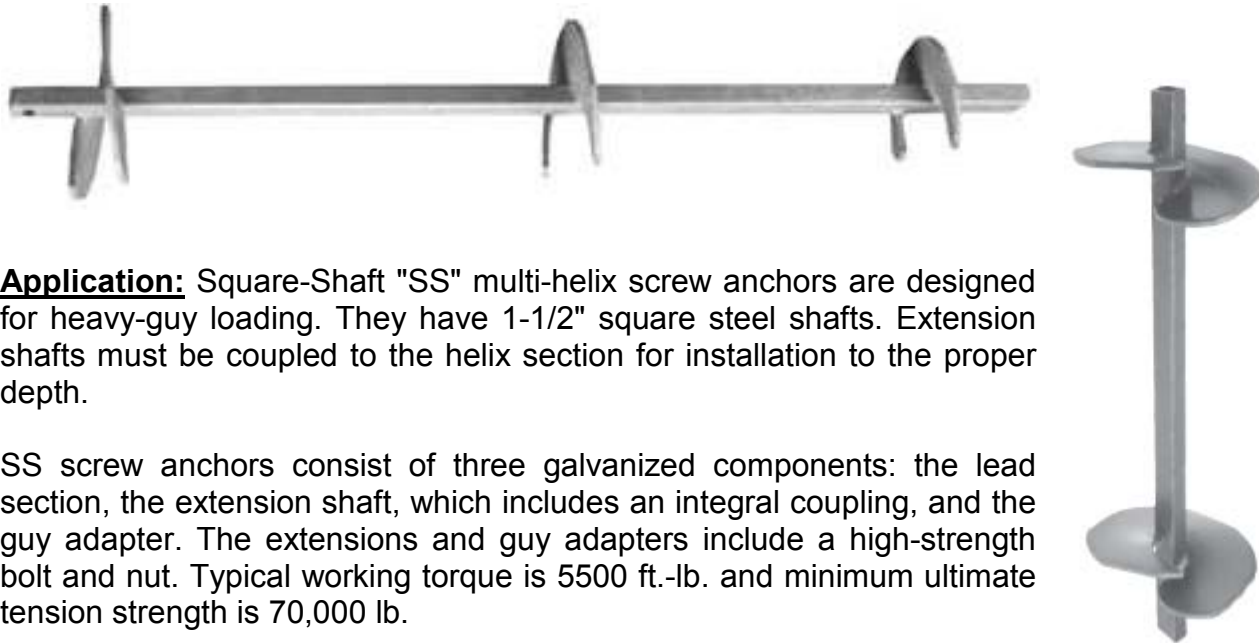 Application: Square-Shaft "SS" multi-helix screw anchors are designed
for heavy-guy loading. They have 1-1/2" square steel shafts. Extension
shafts must be coupled to the helix section for installation to the proper
depth.
SS screw anchors consist of three galvanized components: the lead
section, the extension shaft, which includes an integral coupling, and the
guy adapter. The extensions and guy adapters include a high-strength
bolt and nut. Typical working torque is 5500 ft.-lb. and minimum ultimate
tension strength is 70,000 lb.